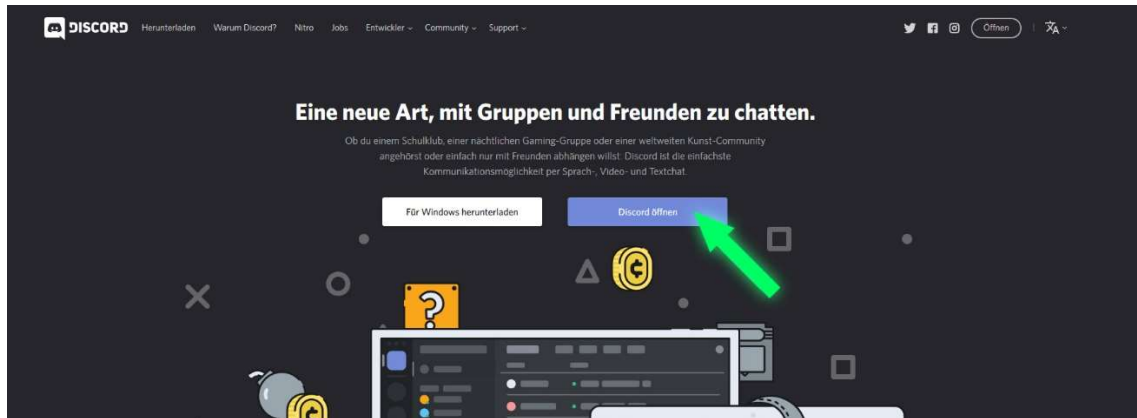 DISCORD Herunterladen Warum Discord? Nitro Jobs Entwickler Community Support Öffnen
Eine neue Art, mit Gruppen und Freunden zu chatten.
Ob du einem Schulklub, einer nächtlichen Gaming-Gruppe oder einer weltweiten Kunst-Community
angehörst oder einfach nur mit Freunden abhängen willst: Discord ist die einfachste
Kommunikationsmöglichkeit per Sprach-, Video- und Textchat.
Für Windows herunterladen Discord öffnen
?